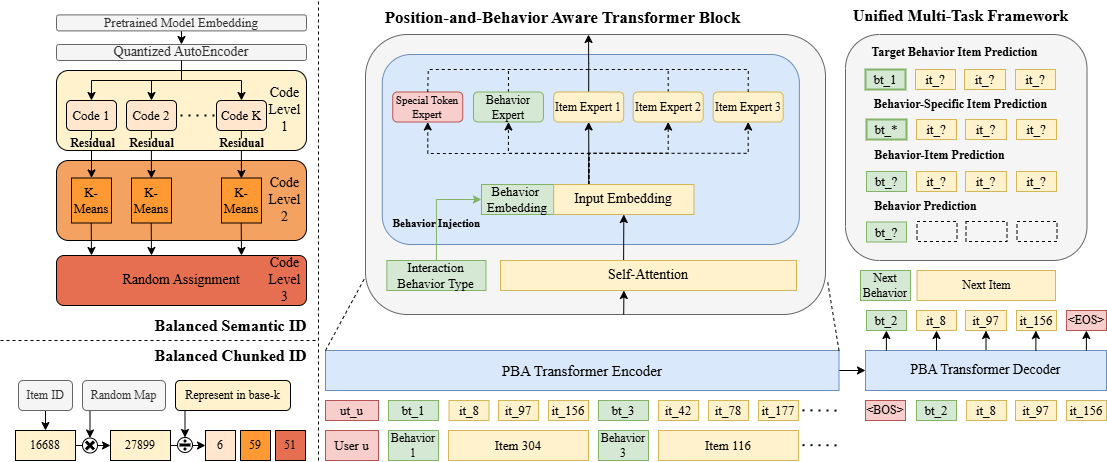 Pretrained Model Embedding
Quantized AutoEncoder
Code 1
Code 2
Code K
Code
Level
1
Residual
Residual
Residual
K-
Means
K-
Means
K-
Means
Code
Level
2
Random Assignment
Code
Level
3
Balanced Semantic ID
Balanced Chunked ID
Item ID
Random Map
Represent in base-k
16688
27899
6
59
51
Position-and-Behavior Aware Transformer Block
Special Token
Expert
Behavior
Expert
Item Expert 1
Item Expert 2
Item Expert 3
Behavior
Embedding
Input Embedding
Behavior Injection
Interaction
Behavior Type
Self-Attention
PBA Transformer Encoder
ut_u
bt_1
it_8
it_97
it_156
bt_3
it_42
it_78
it_177
User u
Behavior
1
Item 304
Behavior
3
Item 116
Unified Multi-Task Framework
Target Behavior Item Prediction
bt_1
it_?
it_?
it_?
Behavior-Specific Item Prediction
bt_*
it_?
it_?
it_?
Behavior-Item Prediction
bt_?
it_?
it_?
it_?
Behavior Prediction
bt_?
Next
Behavior
Next Item
bt_2
it_8
it_97
it_156
<EOS>
PBA Transformer Decoder
<BOS>
bt_2
it_8
it_97
it_156